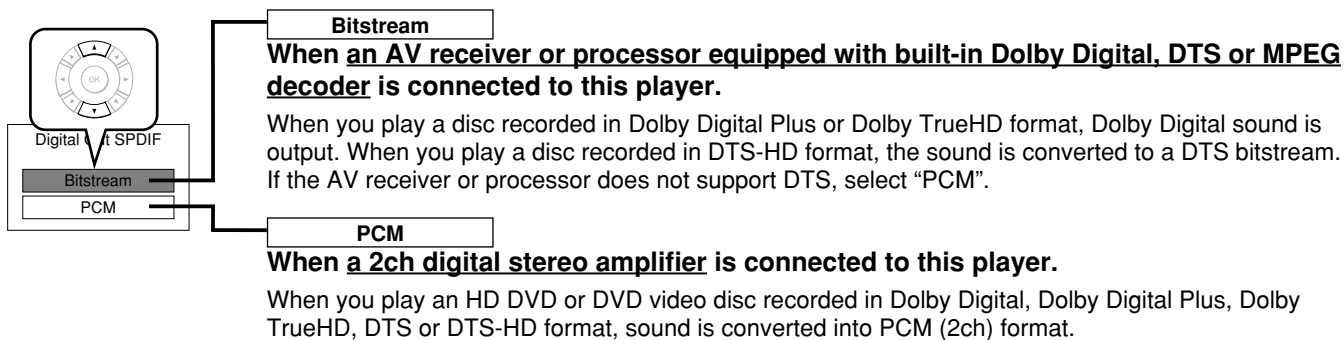 Bitstream
When an AV receiver or processor equipped with built-in Dolby Digital, DTS or MPEG
decoder is connected to this player.
When you play a disc recorded in Dolby Digital Plus or Dolby TrueHD format, Dolby Digital sound is
output. When you play a disc recorded in DTS-HD format, the sound is converted to a DTS bitstream.
If the AV receiver or processor does not support DTS, select “PCM”.
OK
Digital SPDIF
Bitstream
PCM
PCM
When a 2ch digital stereo amplifier is connected to this player.
When you play an HD DVD or DVD video disc recorded in Dolby Digital, Dolby Digital Plus, Dolby
TrueHD, DTS or DTS-HD format, sound is converted into PCM (2ch) format.